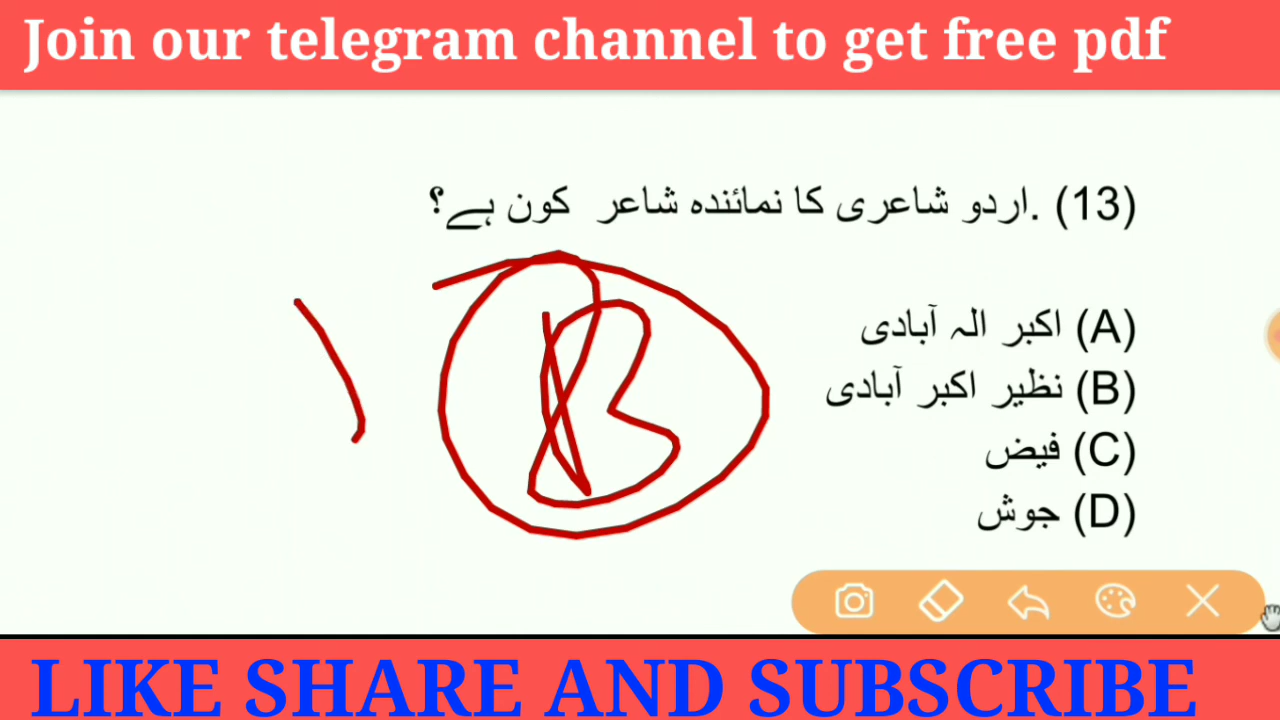 Join our telegram channel to get free pdf
(13) .اردو شاعری کا نمائندہ شاعر کون ہے؟
(A) اکبر الہ آبادی
(B) نظیر اکبر آبادی
(C) فیض
(D) جوش
B
LIKE SHARE AND SUBSCRIBE